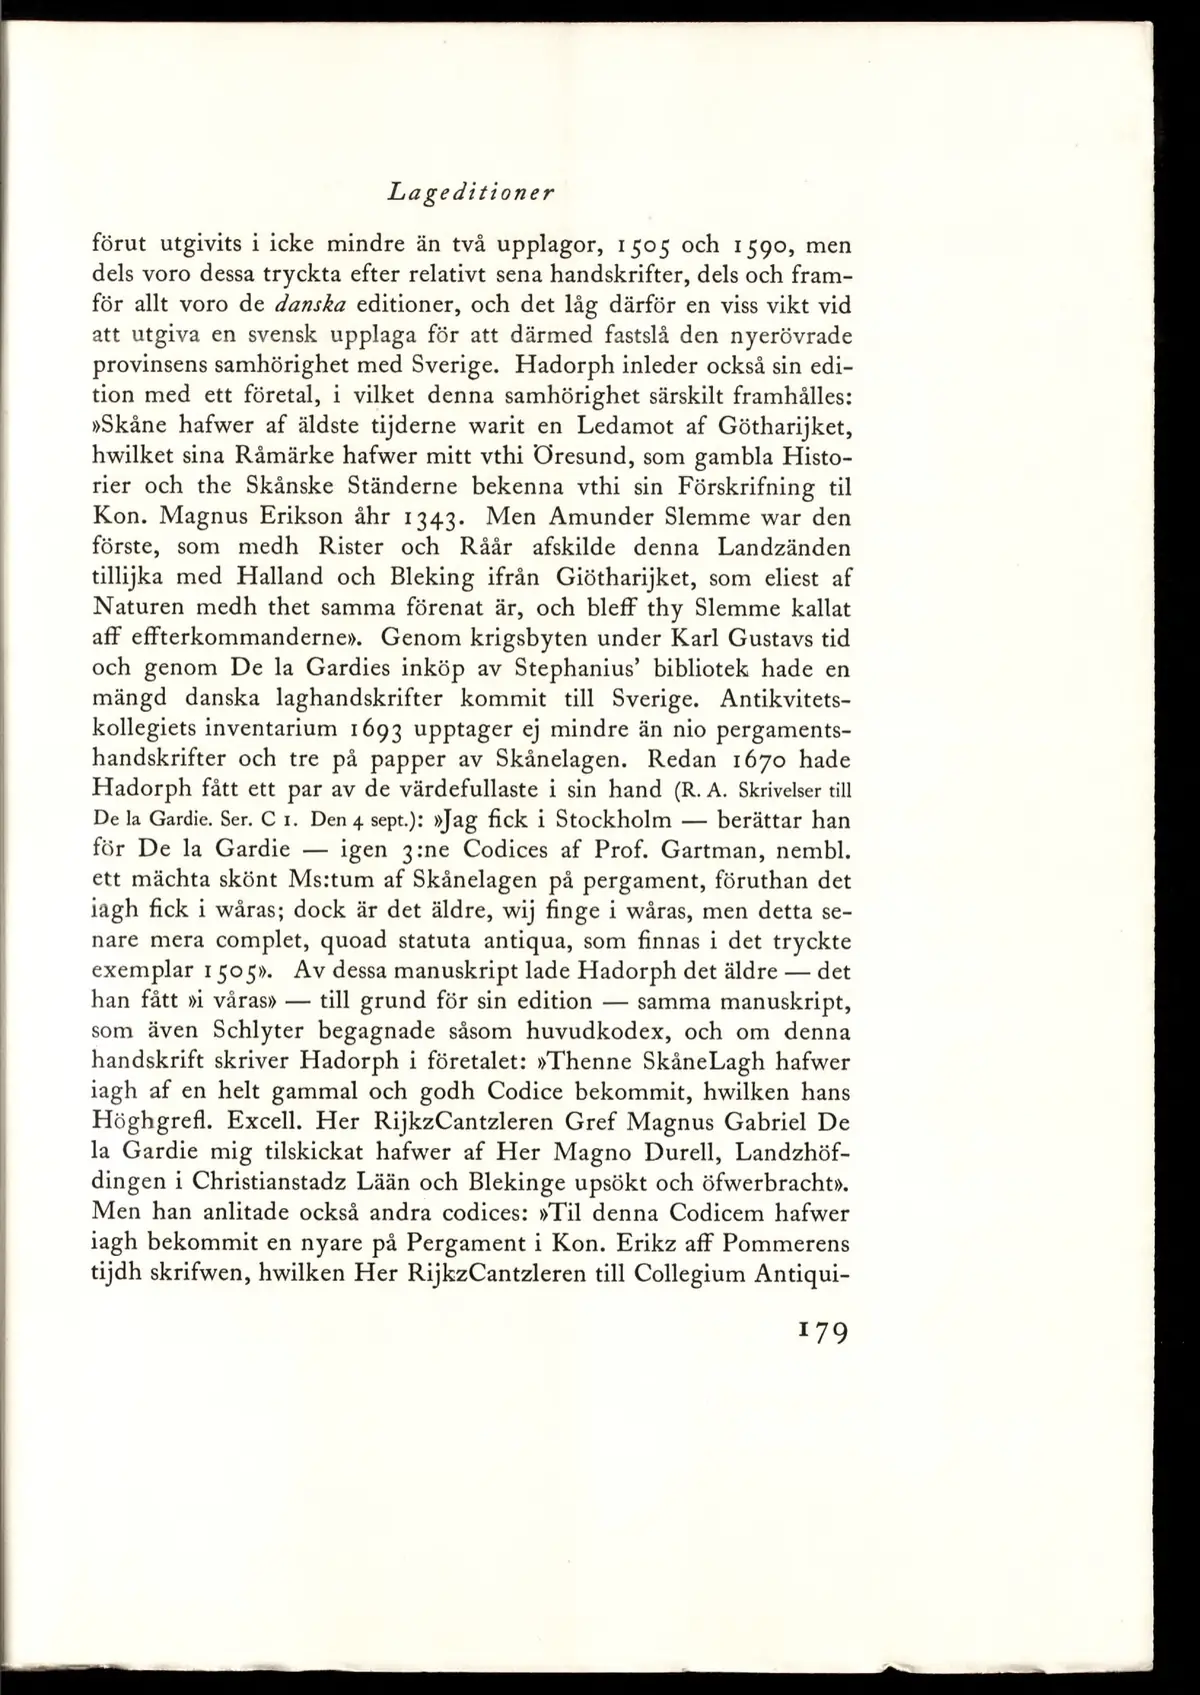 Lageditioner
förut utgivits i icke mindre än två upplagor, 1505 och 1590, men
dels voro dessa tryckta efter relativt sena handskrifter, dels och fram-
för allt voro de danska editioner, och det låg därför en viss vikt vid
att utgiva en svensk upplaga för att därmed fastslå den nyerövrade
provinsens samhörighet med Sverige. Hadorph inleder också sin edi-
tion med ett företal, i vilket denna samhörighet särskilt framhålles:
»Skåne hafwer af äldste tijderne warit en Ledamot af Götharijket,
hwilket sina Råmärke hafwer mitt vthi Öresund, som gambla Histo-
rier och the Skånske Ständerne bekenna vthi sin Förskrifning til
Kon. Magnus Erikson åhr 1343. Men Amunder Slemme war den
förste, som medh Rister och Råår afskilde denna Landzänden
tillijka med Halland och Bleking ifrån Giötharijket, som eliest af
Naturen medh thet samma förenat är, och bleff thy Slemme kallat
aff effterkommanderne». Genom krigsbyten under Karl Gustavs tid
och genom De la Gardies inköp av Stephanius’ bibliotek hade en
mängd danska laghandskrifter kommit till Sverige. Antikvitets-
kollegiets inventarium 1693 upptager ej mindre än nio pergaments-
handskrifter och tre på papper av Skånelagen. Redan 1670 hade
Hadorph fått ett par av de värdefullaste i sin hand (R. A. Skrivelser till
De la Gardie. Ser. C 1. Den 4 sept.): »Jag fick i Stockholm — berättar han
för De la Gardie — igen 3:ne Codices af Prof. Gartman, nembl.
ett mächta skönt Ms:tum af Skånelagen på pergament, föruthan det
iagh fick i wåras; dock är det äldre, wij finge i wåras, men detta se-
nare mera complet, quoad statuta antiqua, som finnas i det tryckte
exemplar 1505». Av dessa manuskript lade Hadorph det äldre — det
han fått »i våras» — till grund för sin edition — samma manuskript,
som även Schlyter begagnade såsom huvudkodex, och om denna
handskrift skriver Hadorph i företalet: »Thenne SkåneLagh hafwer
iagh af en helt gammal och godh Codice bekommit, hwilken hans
Höghgrefl. Excell. Her RijkzCantzleren Gref Magnus Gabriel De
la Gardie mig tilskickat hafwer af Her Magno Durell, Landzhöf-
dingen i Christianstadz Lään och Blekinge upsökt och öfwerbracht».
Men han anlitade också andra codices: »Til denna Codicem hafwer
iagh bekommit en nyare på Pergament i Kon. Erikz aff Pommerens
tijdh skrifwen, hwilken Her RijkzCantzleren till Collegium Antiqui-
179